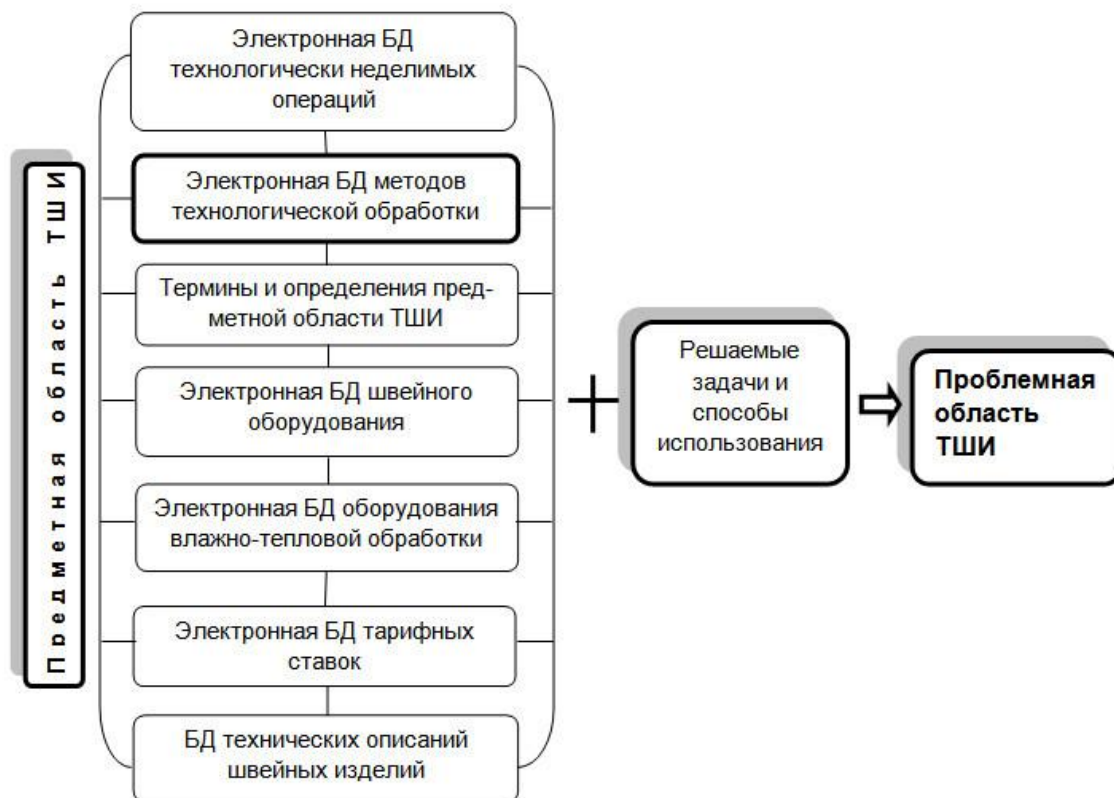 Предметная область ТШИ
Электронная БД
технологически неделимых
операций
Электронная БД методов
технологической обработки
Термины и определения пред-
метной области ТШИ
Электронная БД швейного
оборудования
Электронная БД оборудования
влажно-тепловой обработки
Электронная БД тарифных
ставок
БД технических описаний
швейных изделий
Решаемые
задачи и
способы
использования
Проблемная
область
ТШИ